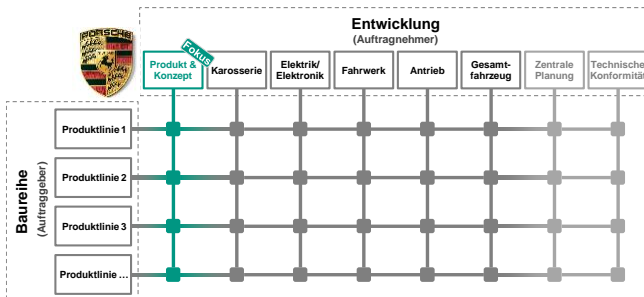 PORSCHE
Entwicklung
(Auftragnehmer)
Fokus
Produkt &
Konzept
Karosserie
Elektrik/
Elektronik
Fahrwerk
Antrieb
Gesamt-
fahrzeug
Zentrale
Planung
Technische
Konformität
Baureihe
(Auftraggeber)
Produktlinie 1
Produktlinie 2
Produktlinie 3
Produktlinie ...